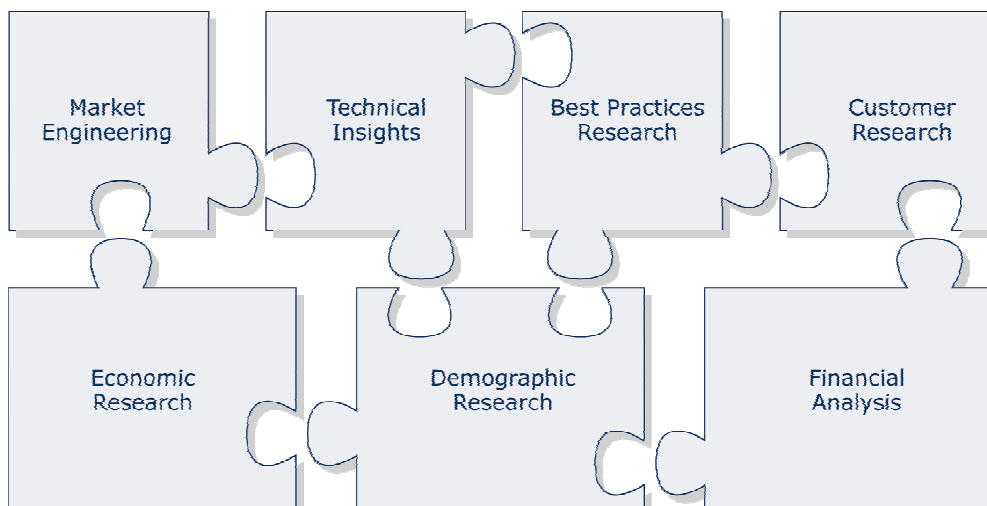 Market
Engineering
Technical
Insights
Best Practices
Research
Customer
Research
Economic
Research
Demographic
Research
Financial
Analysis